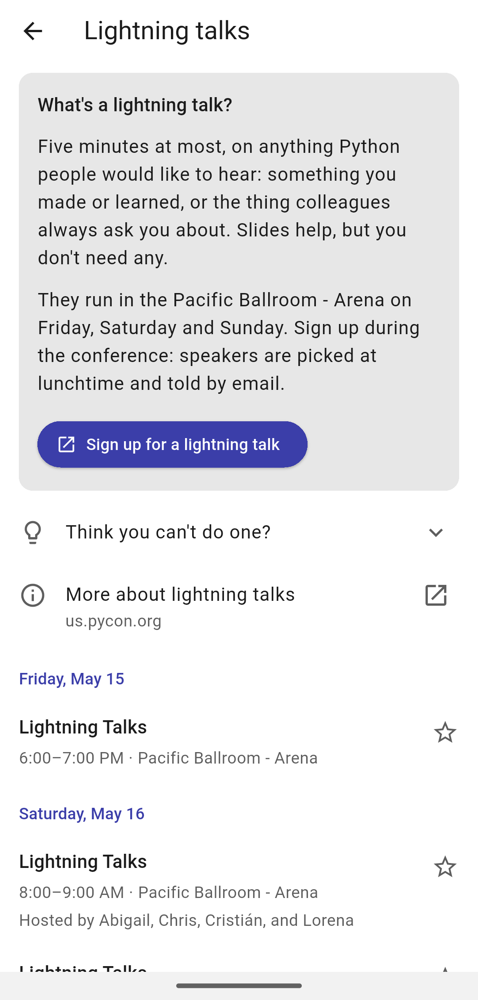 Lightning talks
What's a lightning talk?
Five minutes at most, on anything Python
people would like to hear: something you
made or learned, or the thing colleagues
always ask you about. Slides help, but you
don't need any.
They run in the Pacific Ballroom - Arena on
Friday, Saturday and Sunday. Sign up during
the conference: speakers are picked at
lunchtime and told by email.
Sign up for a lightning talk
Think you can't do one?
More about lightning talks
us.pycon.org
Friday, May 15
Lightning Talks
6:00–7:00 PM · Pacific Ballroom - Arena
Saturday, May 16
Lightning Talks
8:00–9:00 AM · Pacific Ballroom - Arena
Hosted by Abigail, Chris, Cristián, and Lorena
Lightning Talks